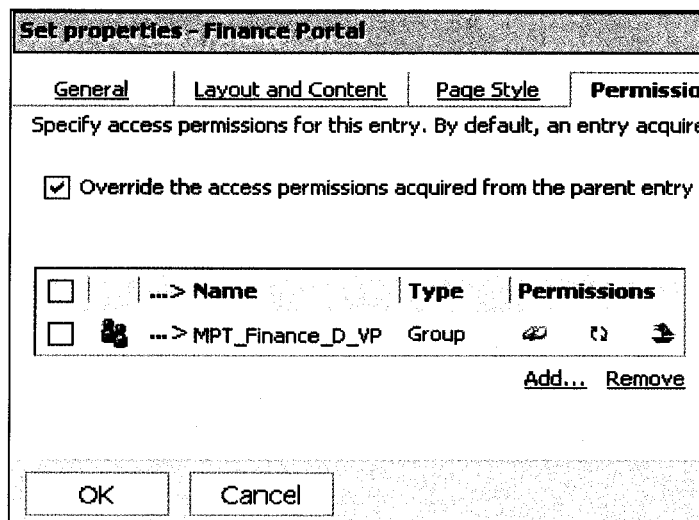 Set properties - Finance Portal
General Layout and Content Page Style Permissio
Specify access permissions for this entry. By default, an entry acquire
Override the access permissions acquired from the parent entry
...> Name Type Permissions
...> MPT_Finance_D_VP Group
Add... Remove
OK Cancel